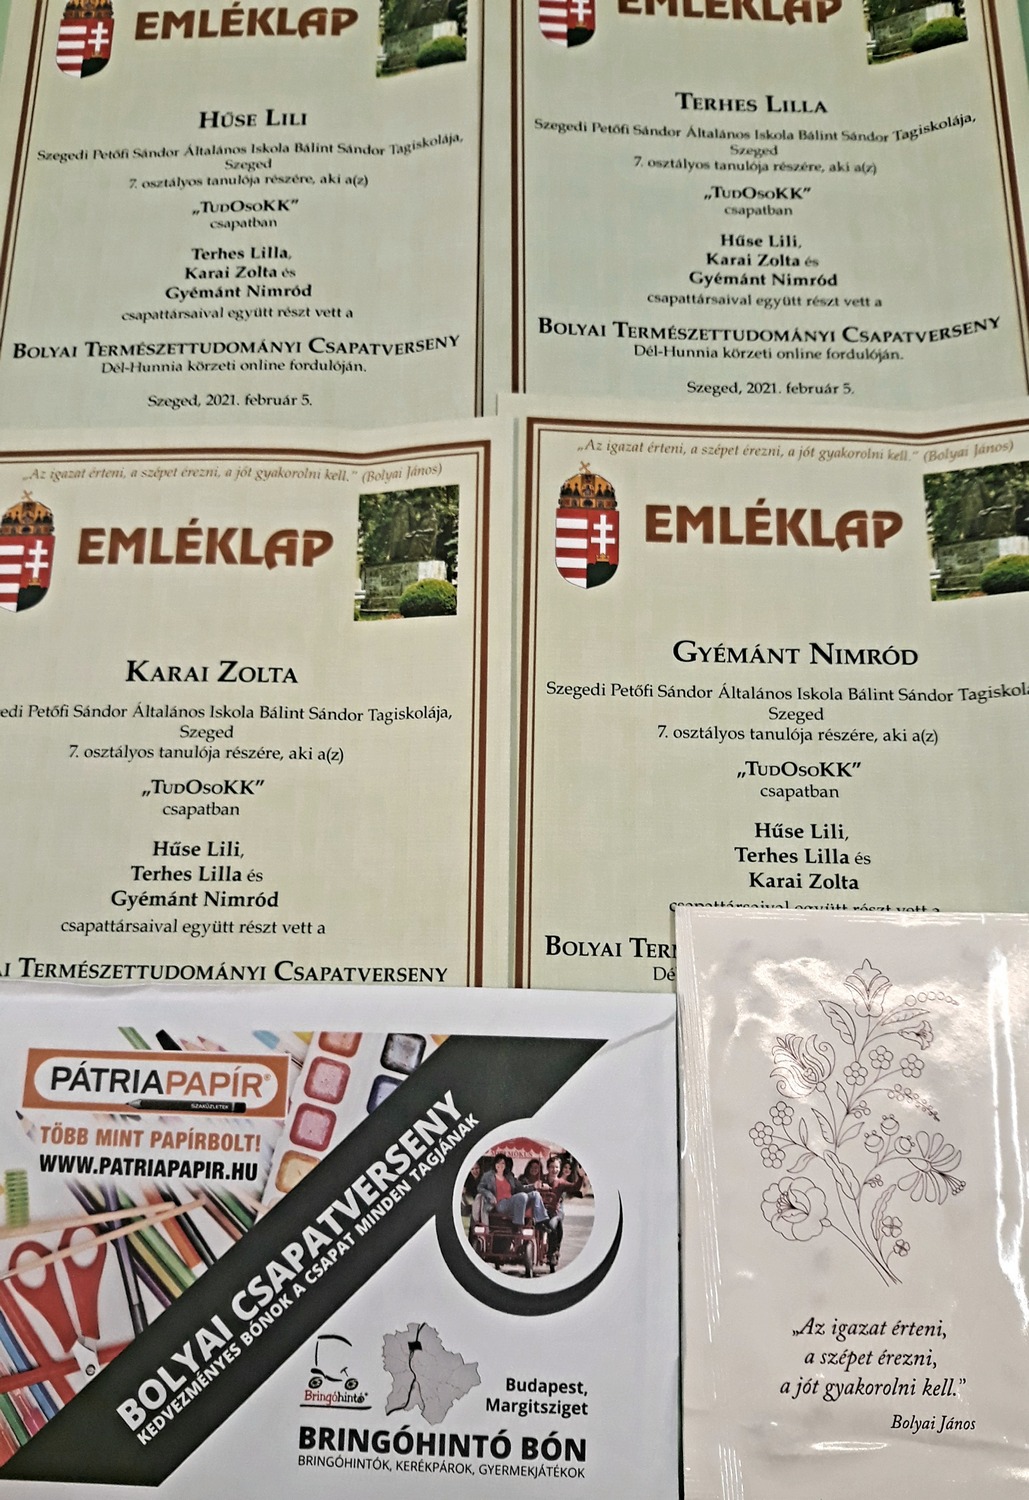 EMLÉKLAP
HŰSE LILI
Szegedi Petőfi Sándor Általános Iskola Bálint Sándor Tagiskolája,
Szeged
7. osztályos tanulója részére, aki a(z)
„TUDOSOKK”
csapatban
Terhes Lilla,
Karai Zolta és
Gyémánt Nimród
csapattársaival együtt részt vett a
BOLYAI TERMÉSZETTUDOMÁNYI CSAPATVERSENY
Dél-Hunnia körzeti online fordulóján.
Szeged, 2021. február 5.
EMLÉKLAP
TERHES LILLA
Szegedi Petőfi Sándor Általános Iskola Bálint Sándor Tagiskolája,
Szeged
7. osztályos tanulója részére, aki a(z)
„TUDOSOKK”
csapatban
Hűse Lili,
Karai Zolta és
Gyémánt Nimród
csapattársaival együtt részt vett a
BOLYAI TERMÉSZETTUDOMÁNYI CSAPATVERSENY
Dél-Hunnia körzeti online fordulóján.
Szeged, 2021. február 5.
„Az igazat érteni, a szépet érezni, a jót gyakorolni kell.” (Bolyai János)
EMLÉKLAP
KARAI ZOLTA
edi Petőfi Sándor Általános Iskola Bálint Sándor Tagiskolája,
Szeged
7. osztályos tanulója részére, aki a(z)
„TUDOSOKK”
csapatban
Hűse Lili,
Terhes Lilla és
Gyémánt Nimród
csapattársaival együtt részt vett a
AI TERMÉSZETTUDOMÁNYI CSAPATVERSENY
„Az igazat érteni, a szépet érezni, a jót gyakorolni kell.” (Bolyai János)
EMLÉKLAP
GYÉMÁNT NIMRÓD
Szegedi Petőfi Sándor Általános Iskola Bálint Sándor Tagiskola
Szeged
7. osztályos tanulója részére, aki a(z)
„TUDOSOKK”
csapatban
Hűse Lili,
Terhes Lilla és
Karai Zolta
csapattársaival együtt részt vett a
BOLYAI TER
Dé
PÁTRIAPAPÍR®
SZAKÜZLETEK
TÖBB MINT PAPÍRBOLT!
WWW.PATRIAPAPIR.HU
BOLYAI CSAPATVERSENY
KEDVEZMÉNYES BÓNOK A CSAPAT MINDEN TAGJÁNAK
Bringóhintó®
Budapest,
Margitsziget
BRINGÓHINTÓ BÓN
BRINGÓHINTÓK, KERÉKPÁROK, GYERMEKJÁTÉKOK
„Az igazat érteni,
a szépet érezni,
a jót gyakorolni kell.”
Bolyai János